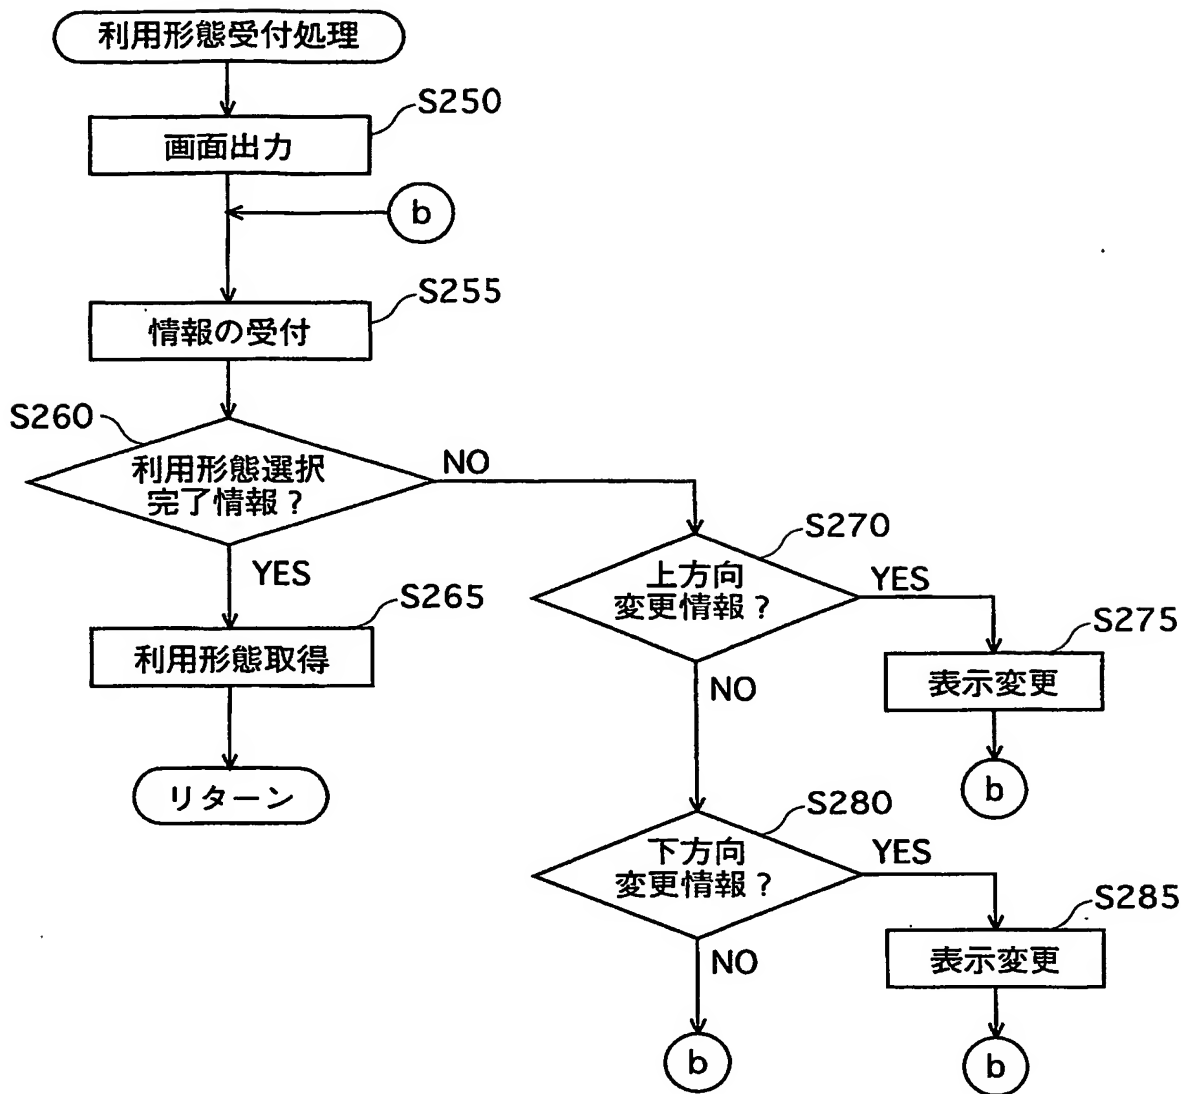 利用形態受付処理
S250
画面出力
b
S255
情報の受付
S260
利用形態選択
完了情報?
NO
YES
S265
利用形態取得
リターン
S270
上方向
変更情報?
YES
S275
表示変更
b
NO
S280
下方向
変更情報?
YES
S285
表示変更
b
NO
b